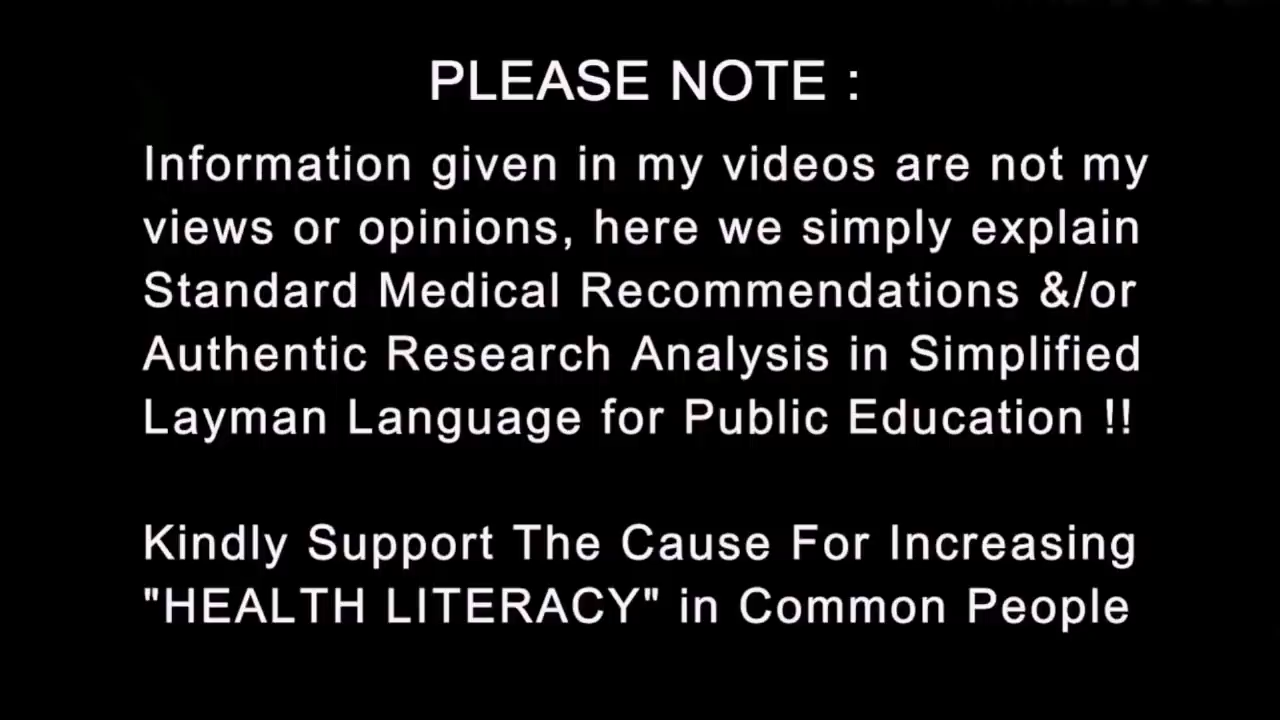 PLEASE NOTE :
Information given in my videos are not my
views or opinions, here we simply explain
Standard Medical Recommendations &/or
Authentic Research Analysis in Simplified
Layman Language for Public Education !!
Kindly Support The Cause For Increasing
"HEALTH LITERACY" in Common People